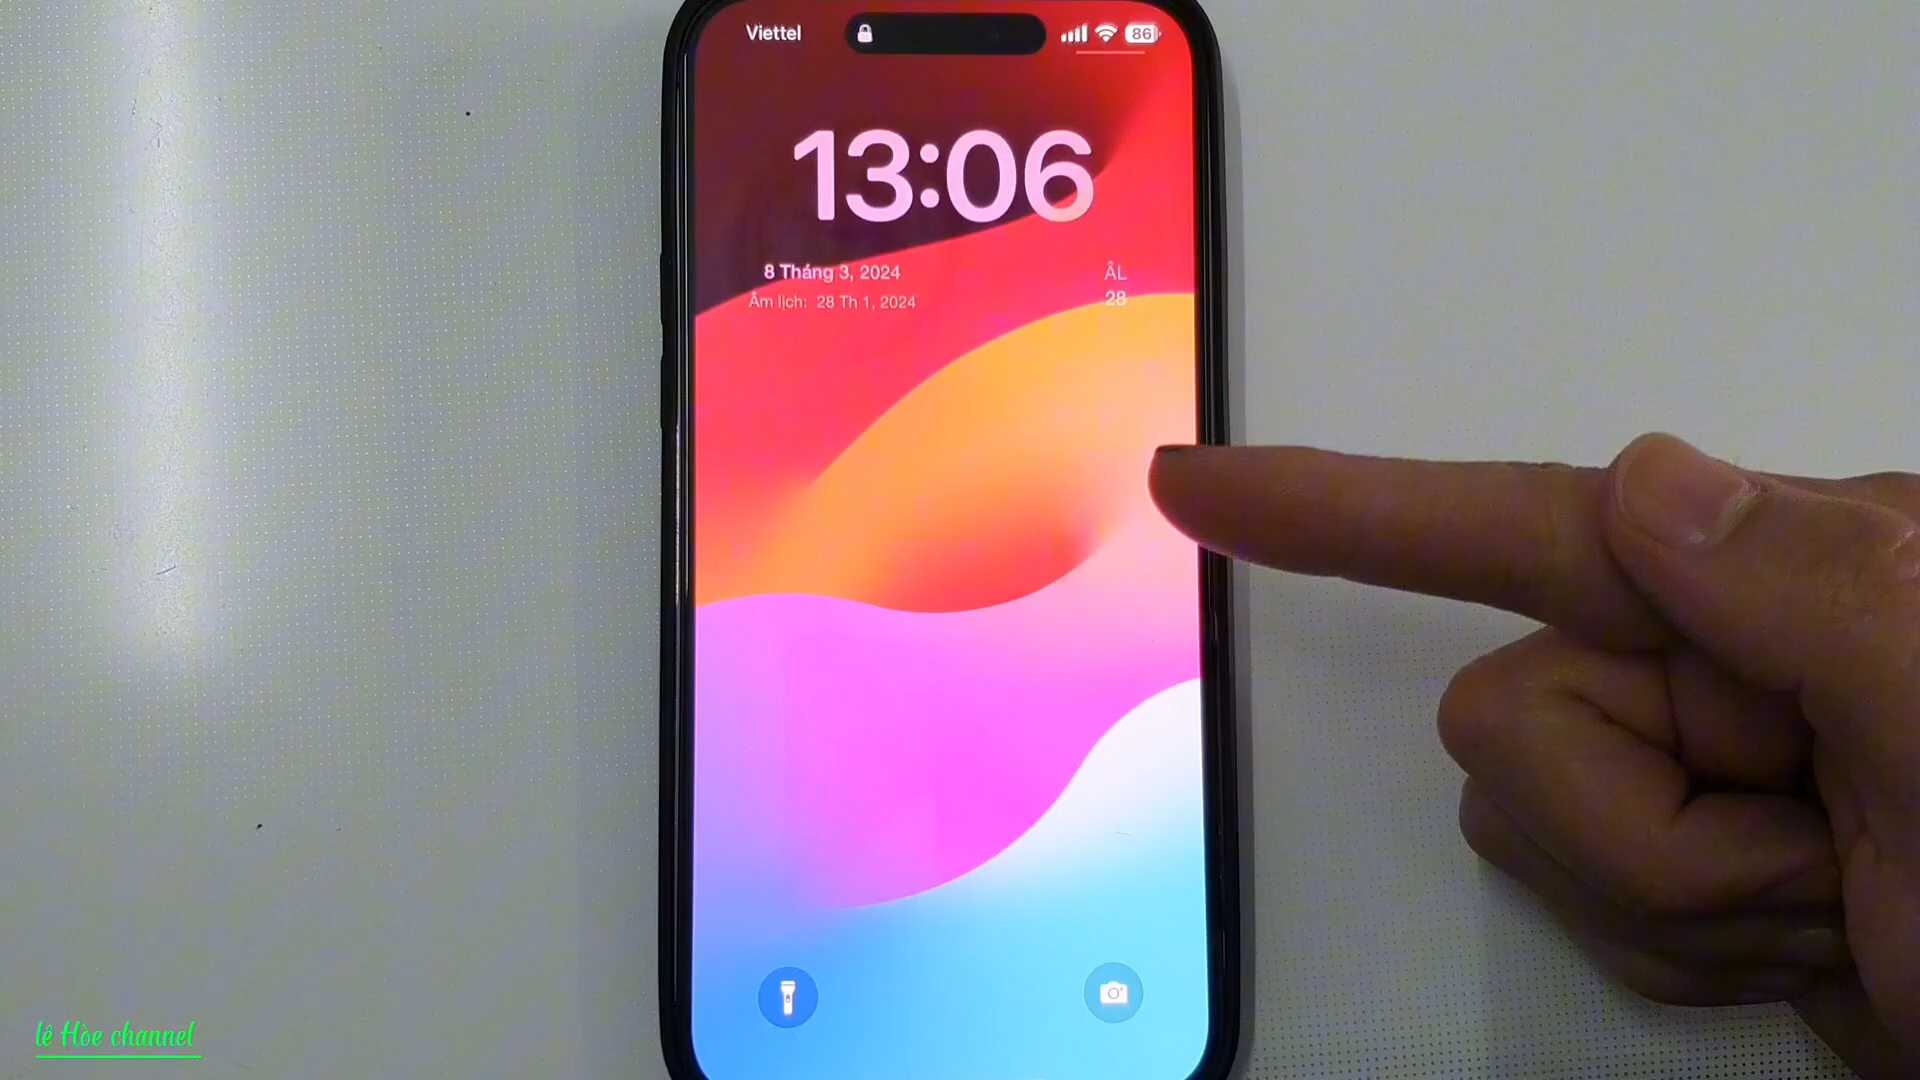 Viettel
86
13:06
8 Tháng 3, 2024
Âm lịch: 28 Th 1, 2024
ÂL
28
lê Hòe channel